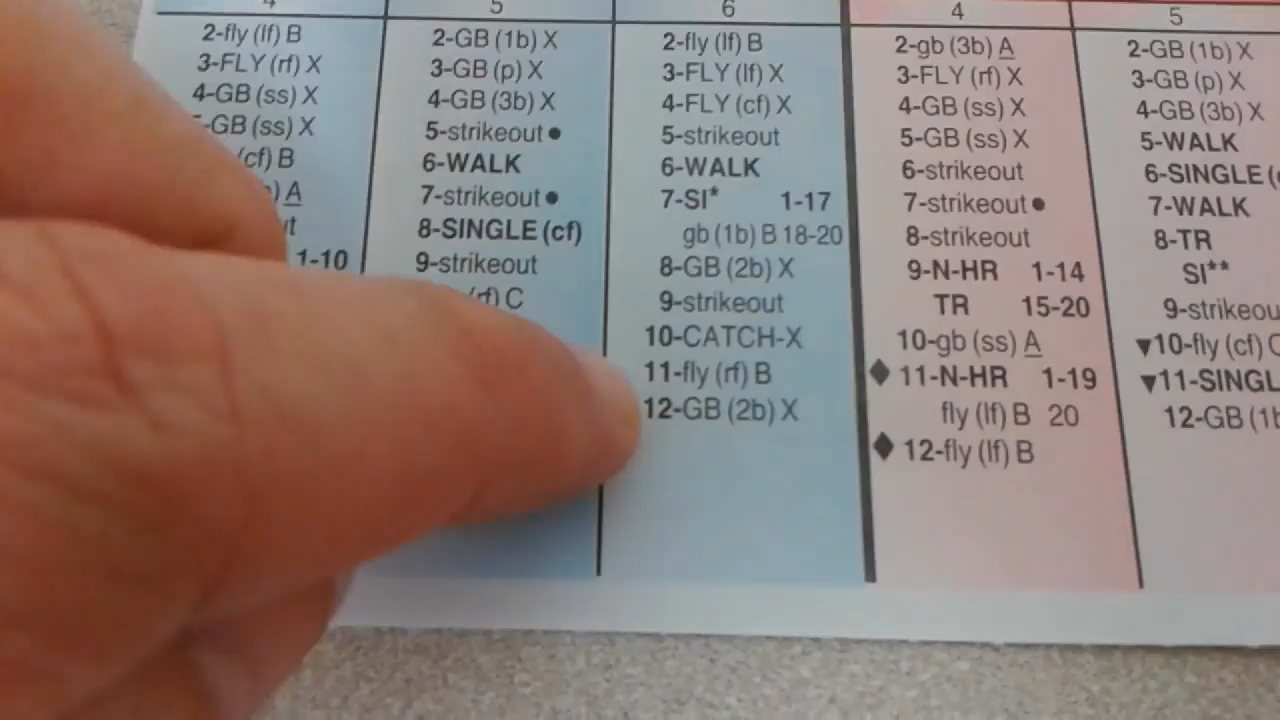 4
2-fly (lf) B
3-FLY (rf) X
4-GB (ss) X
-GB (ss) X
(cf) B
) A
1-10
5
2-GB (1b) X
3-GB (p) X
4-GB (3b) X
5-strikeout ●
6-WALK
7-strikeout ●
8-SINGLE (cf)
9-strikeout
(rf) C
6
2-fly (lf) B
3-FLY (lf) X
4-FLY (cf) X
5-strikeout
6-WALK
7-SI* 1-17
gb (1b) B 18-20
8-GB (2b) X
9-strikeout
10-CATCH-X
11-fly (rf) B
12-GB (2b) X
4
2-gb (3b) A
3-FLY (rf) X
4-GB (ss) X
5-GB (ss) X
6-strikeout
7-strikeout ●
8-strikeout
9-N-HR 1-14
TR 15-20
10-gb (ss) A
♦ 11-N-HR 1-19
fly (lf) B 20
♦ 12-fly (lf) B
5
2-GB (1b) X
3-GB (p) X
4-GB (3b) X
5-WALK
6-SINGLE (
7-WALK
8-TR
SI**
9-strikeou
▼10-fly (cf) C
▼11-SINGL
12-GB (1b